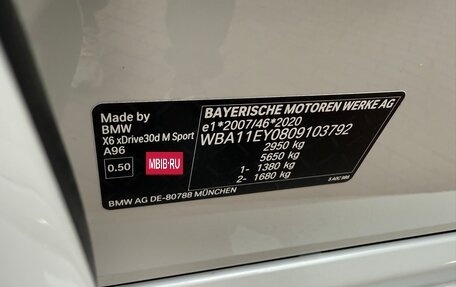 Made by
BMW
X6 xDrive30d M Sport
A96
0.50
MBIB.RU
BMW AG DE-80788 MÜNCHEN
BAYERISCHE MOTOREN WERKE AG
e1*2007/46*2020
WBA11EY0809103792
2950 kg
5650 kg
1- 1380 kg
2- 1680 kg